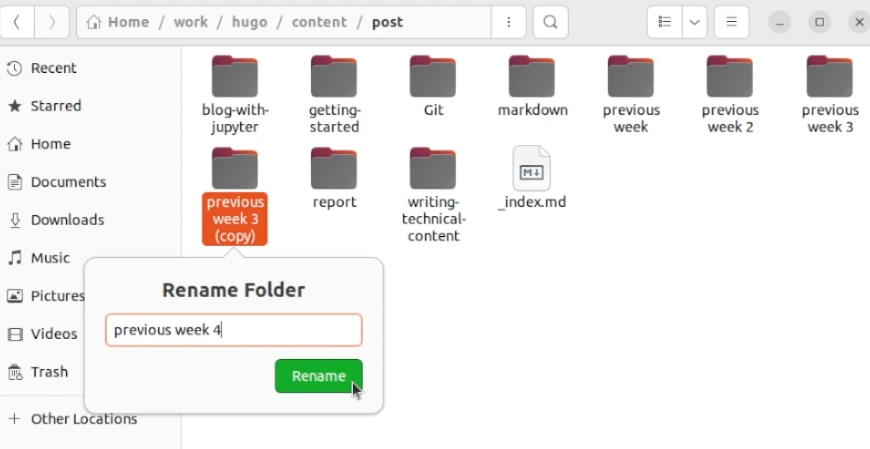 Home / work / hugo / content / post
Recent
Starred
Home
Documents
Downloads
Music
Pictures
Videos
Trash
+ Other Locations
blog-with-
jupyter
getting-
started
Git
markdown
previous
week
previous
week 2
previous
week 3
previous
week 3
(copy)
report
writing-
technical-
content
M↓
_index.md
Rename Folder
previous week 4
Rename